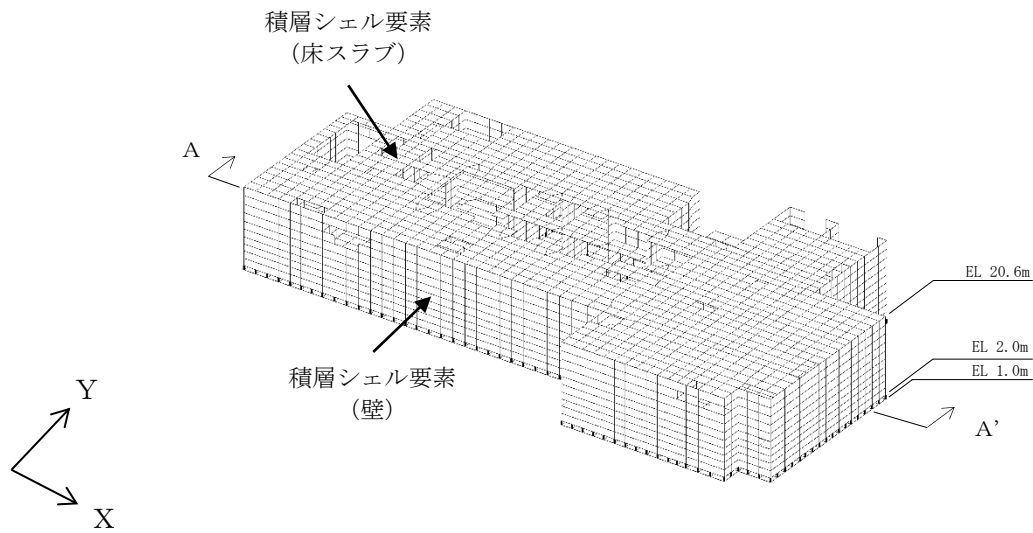 積層シェル要素
(床スラブ)
A
EL 20.6m
EL 2.0m
EL 1.0m
積層シェル要素
(壁)
A’
Y
X